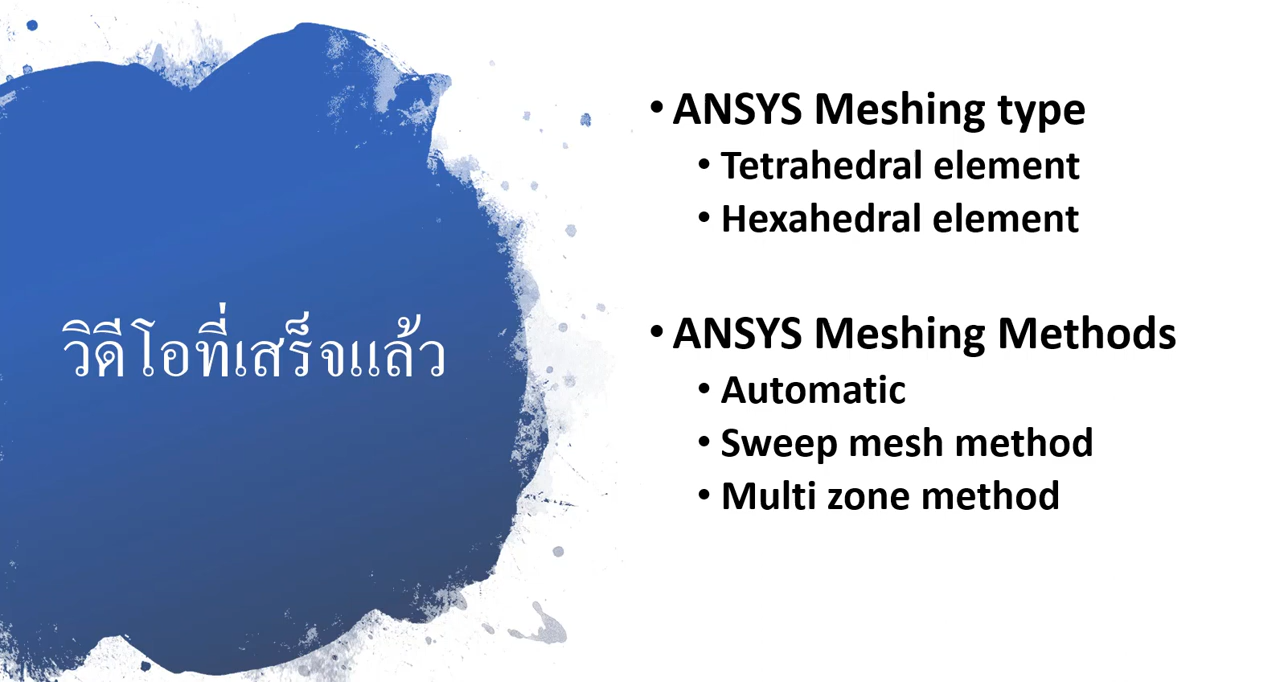 วิดีโอที่เสร็จแล้ว
• ANSYS Meshing type
• Tetrahedral element
• Hexahedral element
• ANSYS Meshing Methods
• Automatic
• Sweep mesh method
• Multi zone method